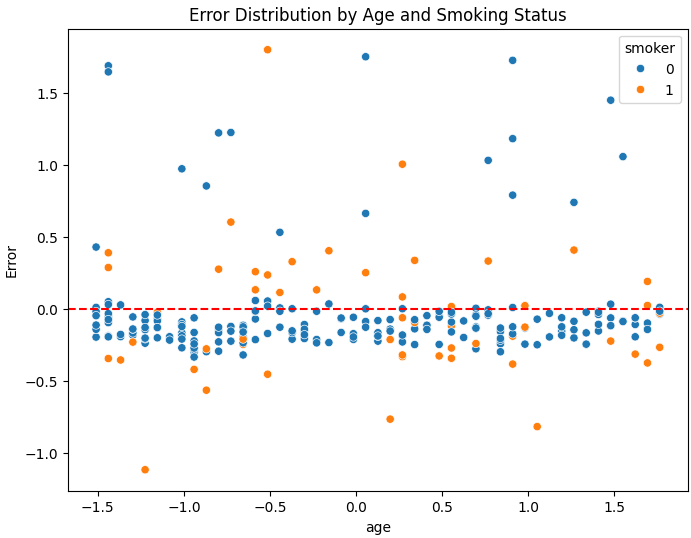 Error Distribution by Age and Smoking Status
smoker
0
1
1.5
1.0
0.5
0.0
−0.5
−1.0
Error
−1.5 −1.0 −0.5 0.0 0.5 1.0 1.5
age